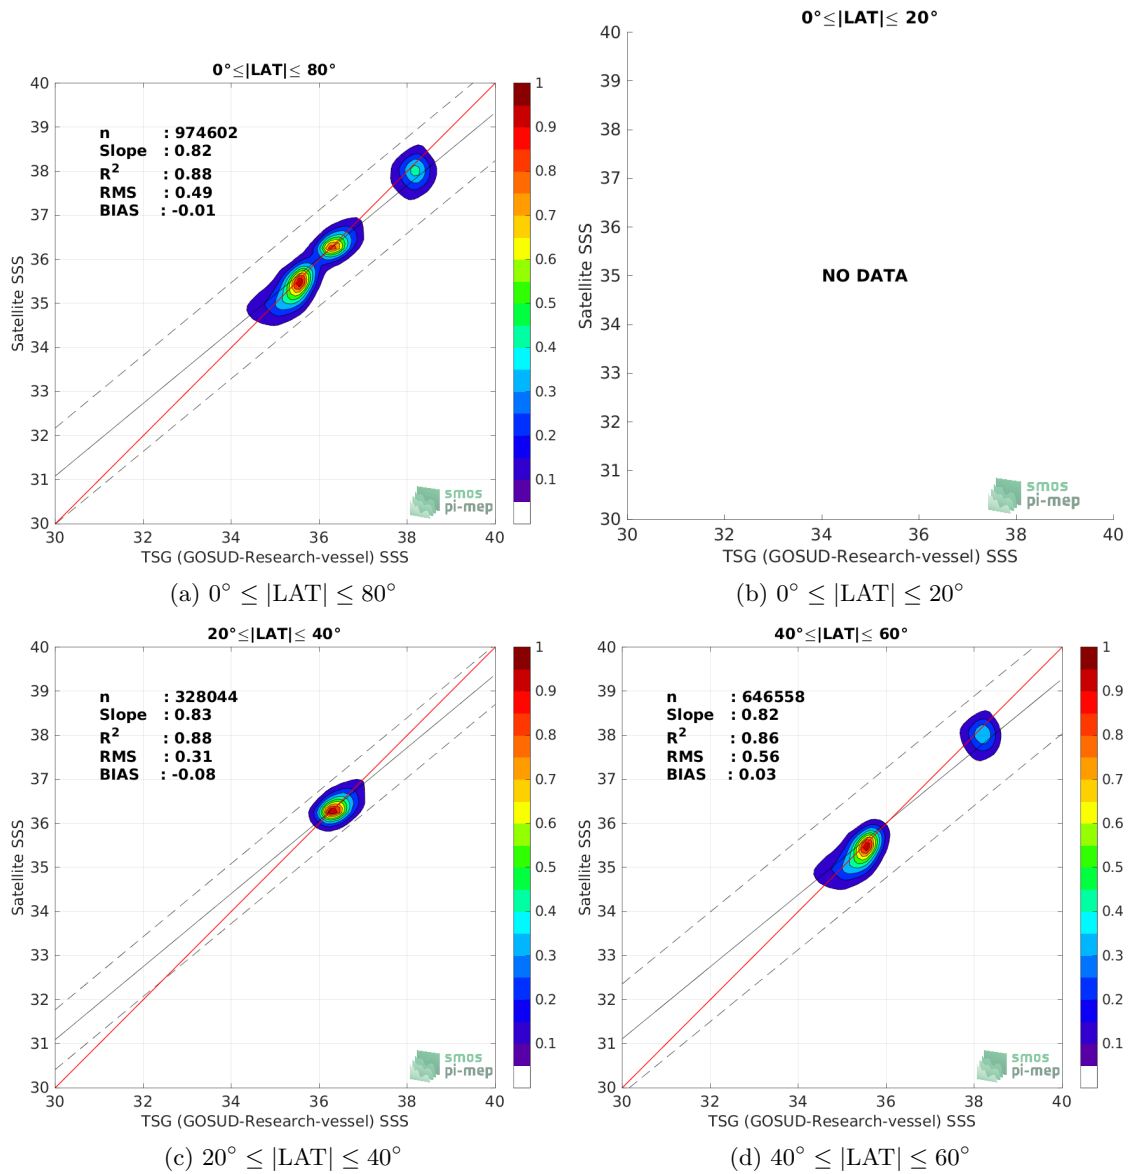 0°≤|LAT|≤ 80°
40
39
38
37
36
35
34
33
32
31
30
Satellite SSS
n : 974602
Slope : 0.82
R² : 0.88
RMS : 0.49
BIAS : -0.01
smos
pi-mep
30 32 34 36 38 40
TSG (GOSUD-Research-vessel) SSS
1
0.9
0.8
0.7
0.6
0.5
0.4
0.3
0.2
0.1
(a) 0° ≤ |LAT| ≤ 80°
0°≤|LAT|≤ 20°
40
39
38
37
36
35
34
33
32
31
30
Satellite SSS
NO DATA
smos
pi-mep
30 32 34 36 38 40
TSG (GOSUD-Research-vessel) SSS
(b) 0° ≤ |LAT| ≤ 20°
20°≤|LAT|≤ 40°
40
39
38
37
36
35
34
33
32
31
30
Satellite SSS
n : 328044
Slope : 0.83
R² : 0.88
RMS : 0.31
BIAS : -0.08
smos
pi-mep
30 32 34 36 38 40
TSG (GOSUD-Research-vessel) SSS
1
0.9
0.8
0.7
0.6
0.5
0.4
0.3
0.2
0.1
(c) 20° ≤ |LAT| ≤ 40°
40°≤|LAT|≤ 60°
40
39
38
37
36
35
34
33
32
31
30
Satellite SSS
n : 646558
Slope : 0.82
R² : 0.86
RMS : 0.56
BIAS : 0.03
smos
pi-mep
30 32 34 36 38 40
TSG (GOSUD-Research-vessel) SSS
1
0.9
0.8
0.7
0.6
0.5
0.4
0.3
0.2
0.1
(d) 40° ≤ |LAT| ≤ 60°